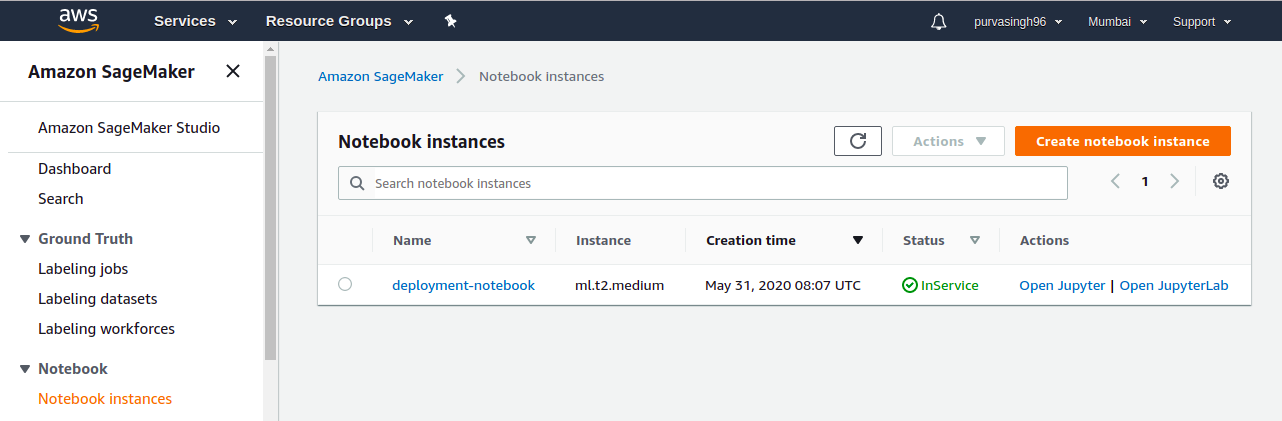 aws Services Resource Groups purvasingh96 Mumbai Support
Amazon SageMaker
Amazon SageMaker Studio
Dashboard
Search
Ground Truth
Labeling jobs
Labeling datasets
Labeling workforces
Notebook
Notebook instances
Amazon SageMaker Notebook instances
Notebook instances Actions Create notebook instance
Search notebook instances 1
Name Instance Creation time Status Actions
deployment-notebook ml.t2.medium May 31, 2020 08:07 UTC InService Open Jupyter | Open JupyterLab